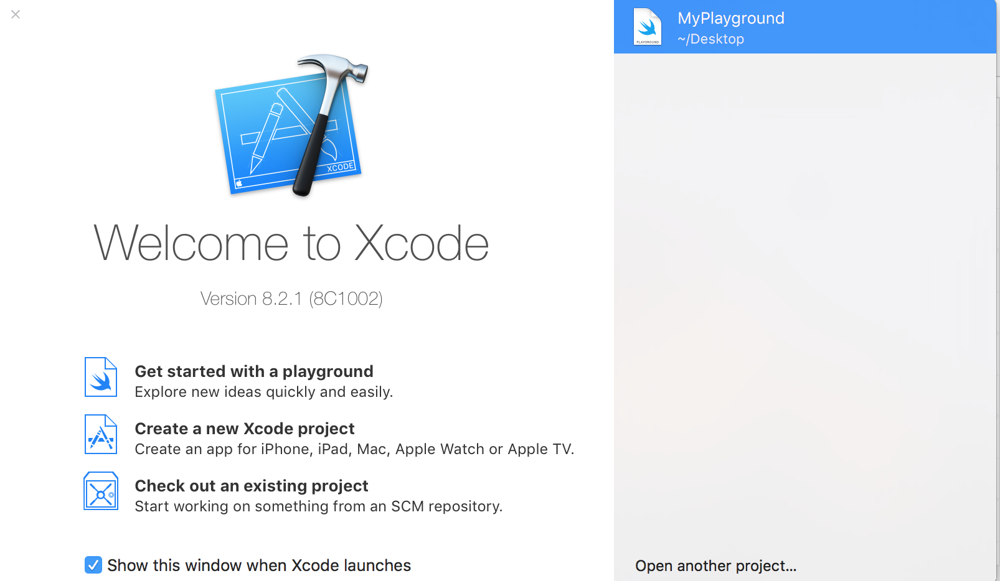 MyPlayground
~/Desktop
PLAYGROUND
XCODE
Welcome to Xcode
Version 8.2.1 (8C1002)
Get started with a playground
Explore new ideas quickly and easily.
Create a new Xcode project
Create an app for iPhone, iPad, Mac, Apple Watch or Apple TV.
Check out an existing project
Start working on something from an SCM repository.
Show this window when Xcode launches
Open another project...